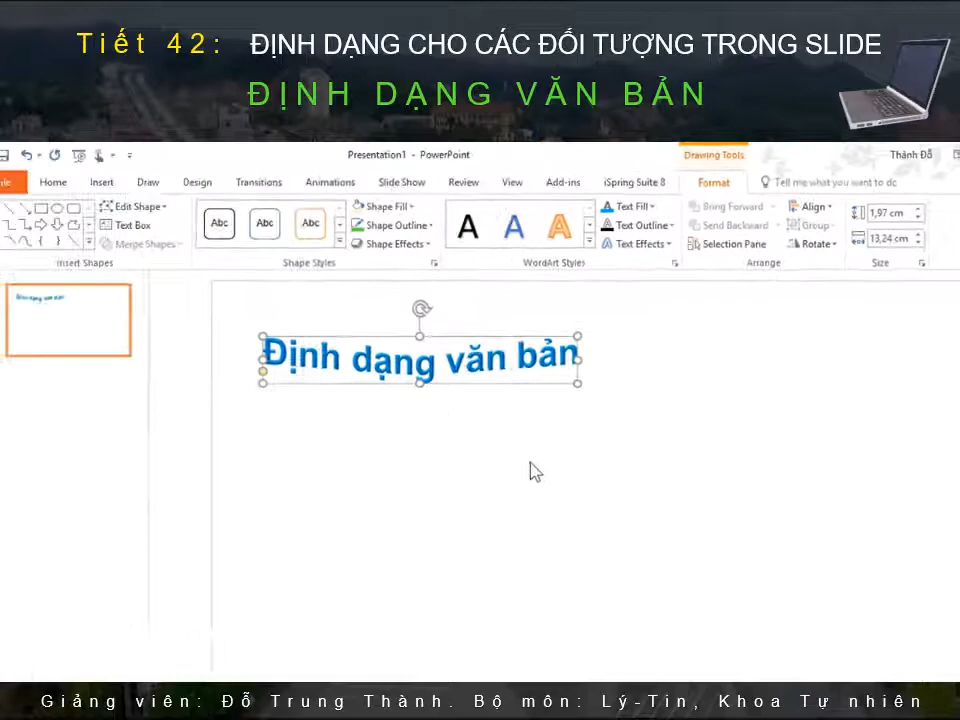 Tiết 42: ĐỊNH DẠNG CHO CÁC ĐỐI TƯỢNG TRONG SLIDE
ĐỊNH DẠNG VĂN BẢN
Presentation1 - PowerPoint
Drawing Tools
Thành Đỗ
Home Insert Draw Design Transitions Animations Slide Show Review View Add-ins iSpring Suite 8 Format Tell me what you want to do
Edit Shape
Text Box
Merge Shapes
Insert Shapes
Abc Abc Abc
Shape Fill
Shape Outline
Shape Effects
Shape Styles
A A A
Text Fill
Text Outline
Text Effects
WordArt Styles
Bring Forward
Send Backward
Selection Pane
Align
Group
Rotate
Arrange
1,97 cm
13,24 cm
Size
Định dạng văn bản
Định dạng văn bản
Giảng viên: Đỗ Trung Thành. Bộ môn: Lý-Tin, Khoa Tự nhiên